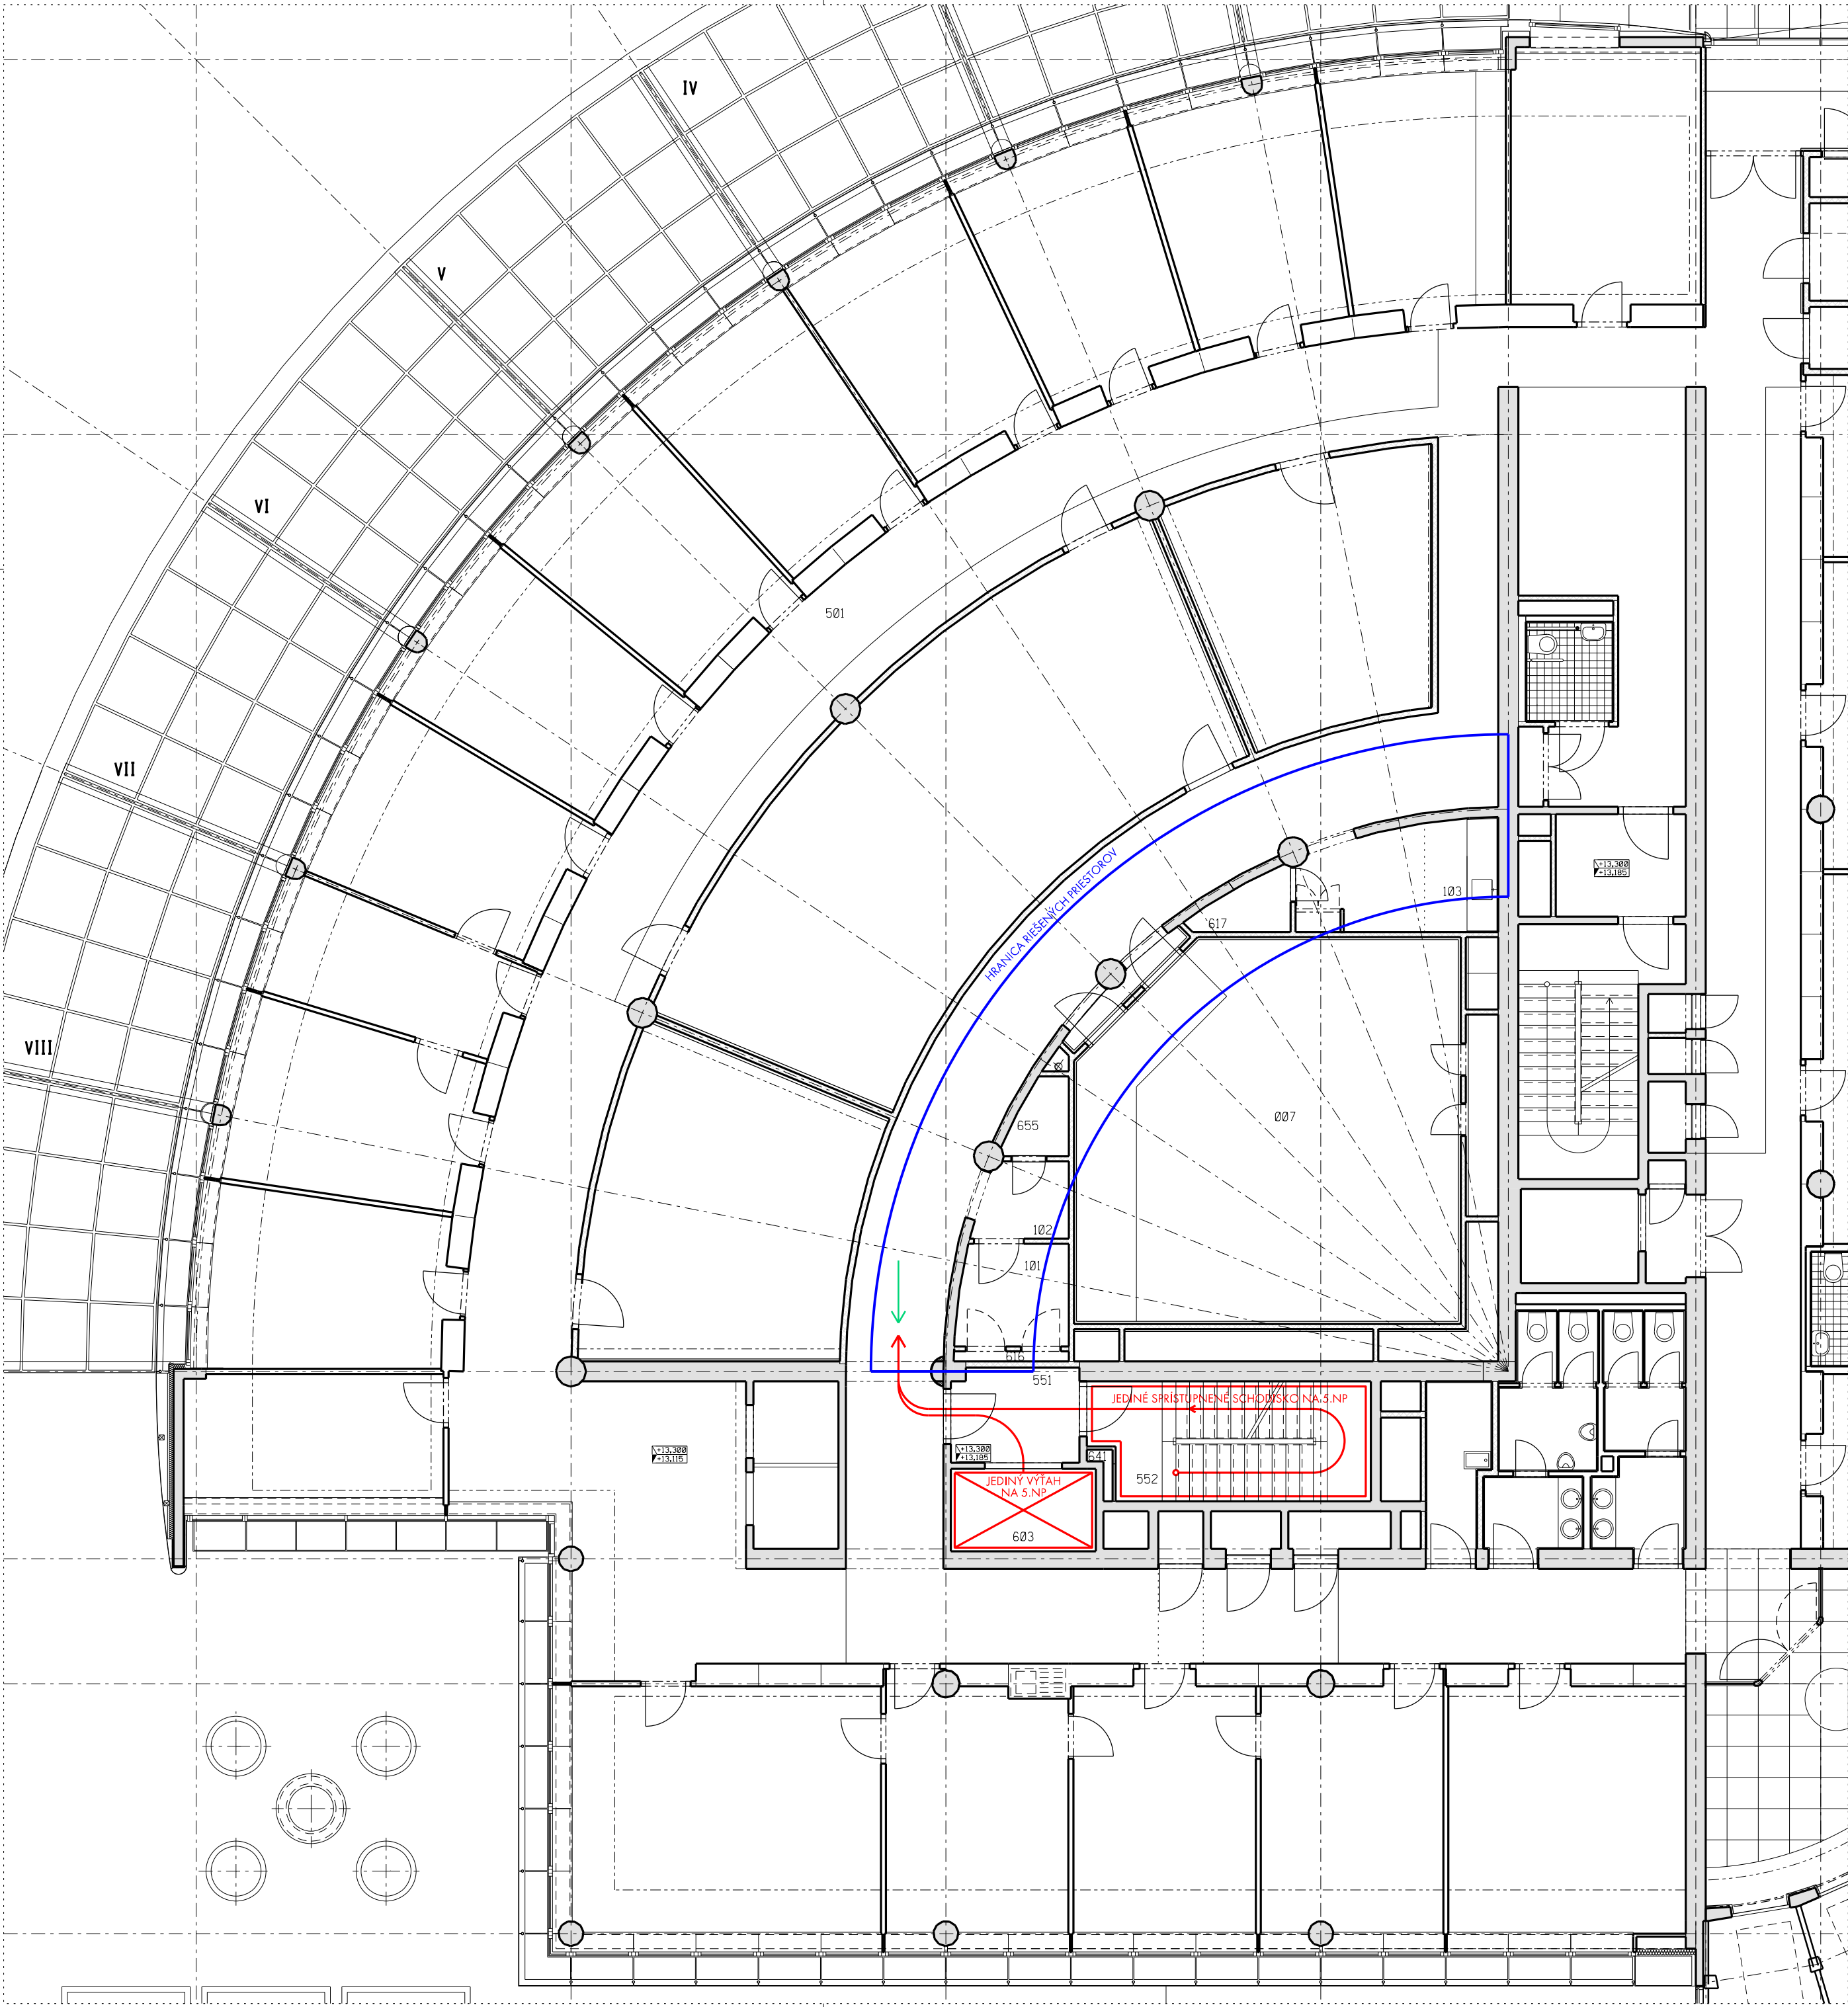 IV
V
VI
501
VII
+13,300
+13,185
HRANICA RIEŠENÝCH PRIESTOROV
103
617
VIII
007
655
102
101
616
551
JEDINÉ SPRÍSTUPNENÉ SCHODISKO NA 5.NP
+13,300
+13,115
+13,300
+13,185
641
552
JEDINÝ VÝŤAH
NA 5.NP
603